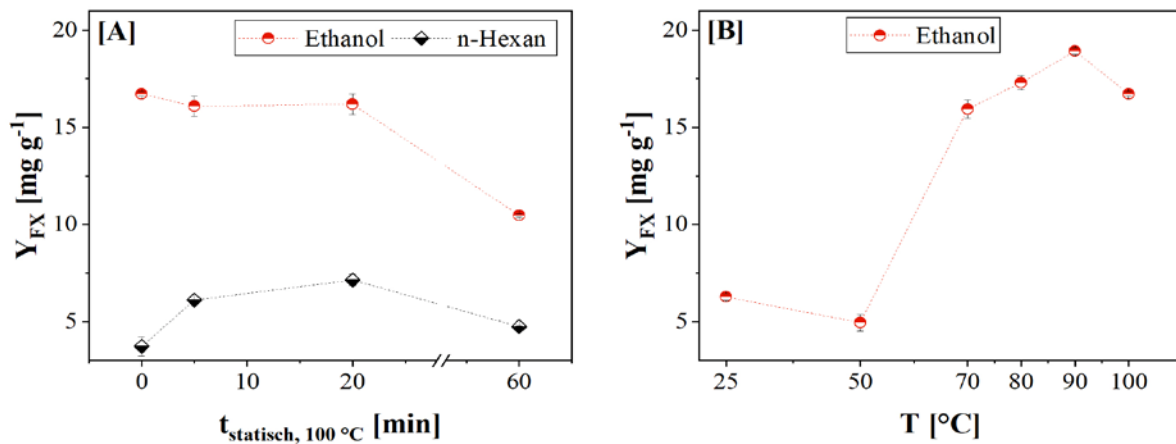 [A]
Ethanol
n-Hexan
20
15
10
5
Y_FX [mg g⁻¹]
0
10
20
60
t_statisch, 100 °C [min]
[B]
Ethanol
20
15
10
5
Y_FX [mg g⁻¹]
25
50
70
80
90
100
T [°C]